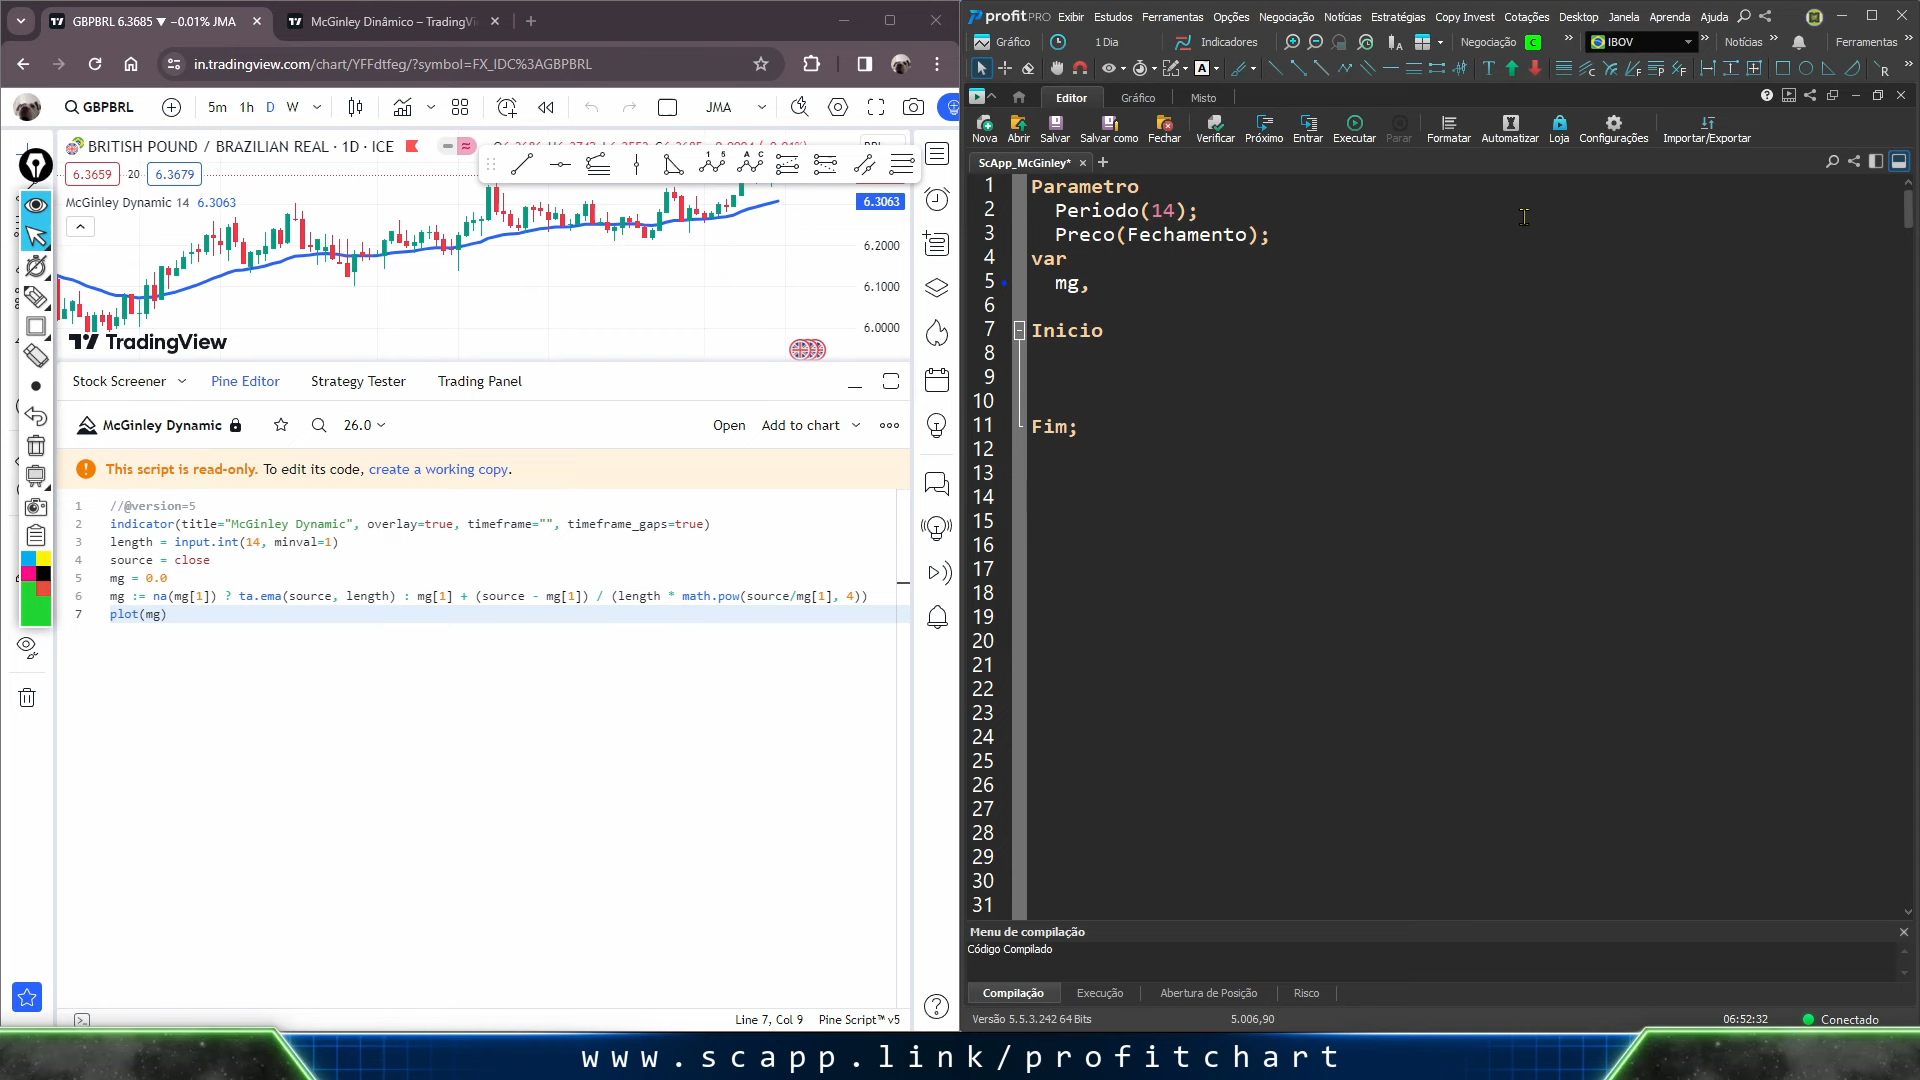 GBPBRL 6.3685 ▼ −0.01% JMA
McGinley Dinâmico – TradingVi
in.tradingview.com/chart/YFFdtfeg/?symbol=FX_IDC%3AGBPBRL
GBPBRL
5m 1h D W
JMA
BRITISH POUND / BRAZILIAN REAL · 1D · ICE
6.3659 20 6.3679
McGinley Dynamic 14 6.3063
6.3063
6.2000
6.1000
6.0000
TradingView
Stock Screener Pine Editor Strategy Tester Trading Panel
McGinley Dynamic
26.0
Open Add to chart
This script is read-only. To edit its code, create a working copy.
1 //@version=5
2 indicator(title="McGinley Dynamic", overlay=true, timeframe="", timeframe_gaps=true)
3 length = input.int(14, minval=1)
4 source = close
5 mg = 0.0
6 mg := na(mg[1]) ? ta.ema(source, length) : mg[1] + (source - mg[1]) / (length * math.pow(source/mg[1], 4))
7 plot(mg)
Line 7, Col 9 Pine Script™ v5
profitPRO Exibir Estudos Ferramentas Opções Negociação Notícias Estratégias Copy Invest Cotações Desktop Janela Aprenda Ajuda
Gráfico 1 Dia Indicadores Negociação C IBOV Notícias Ferramentas
Editor Gráfico Misto
Nova Abrir Salvar Salvar como Fechar Verificar Próximo Entrar Executar Parar Formatar Automatizar Loja Configurações Importar/Exportar
ScApp_McGinley*
1 Parametro
2 Periodo(14);
3 Preco(Fechamento);
4 var
5 mg,
6
7 Inicio
8
9
10
11 Fim;
12
13
14
15
16
17
18
19
20
21
22
23
24
25
26
27
28
29
30
31
Menu de compilação
Código Compilado
Compilação Execução Abertura de Posição Risco
Versão 5.5.3.242 64 Bits 5.006,90 06:52:32 Conectado
www.scapp.link/profitchart